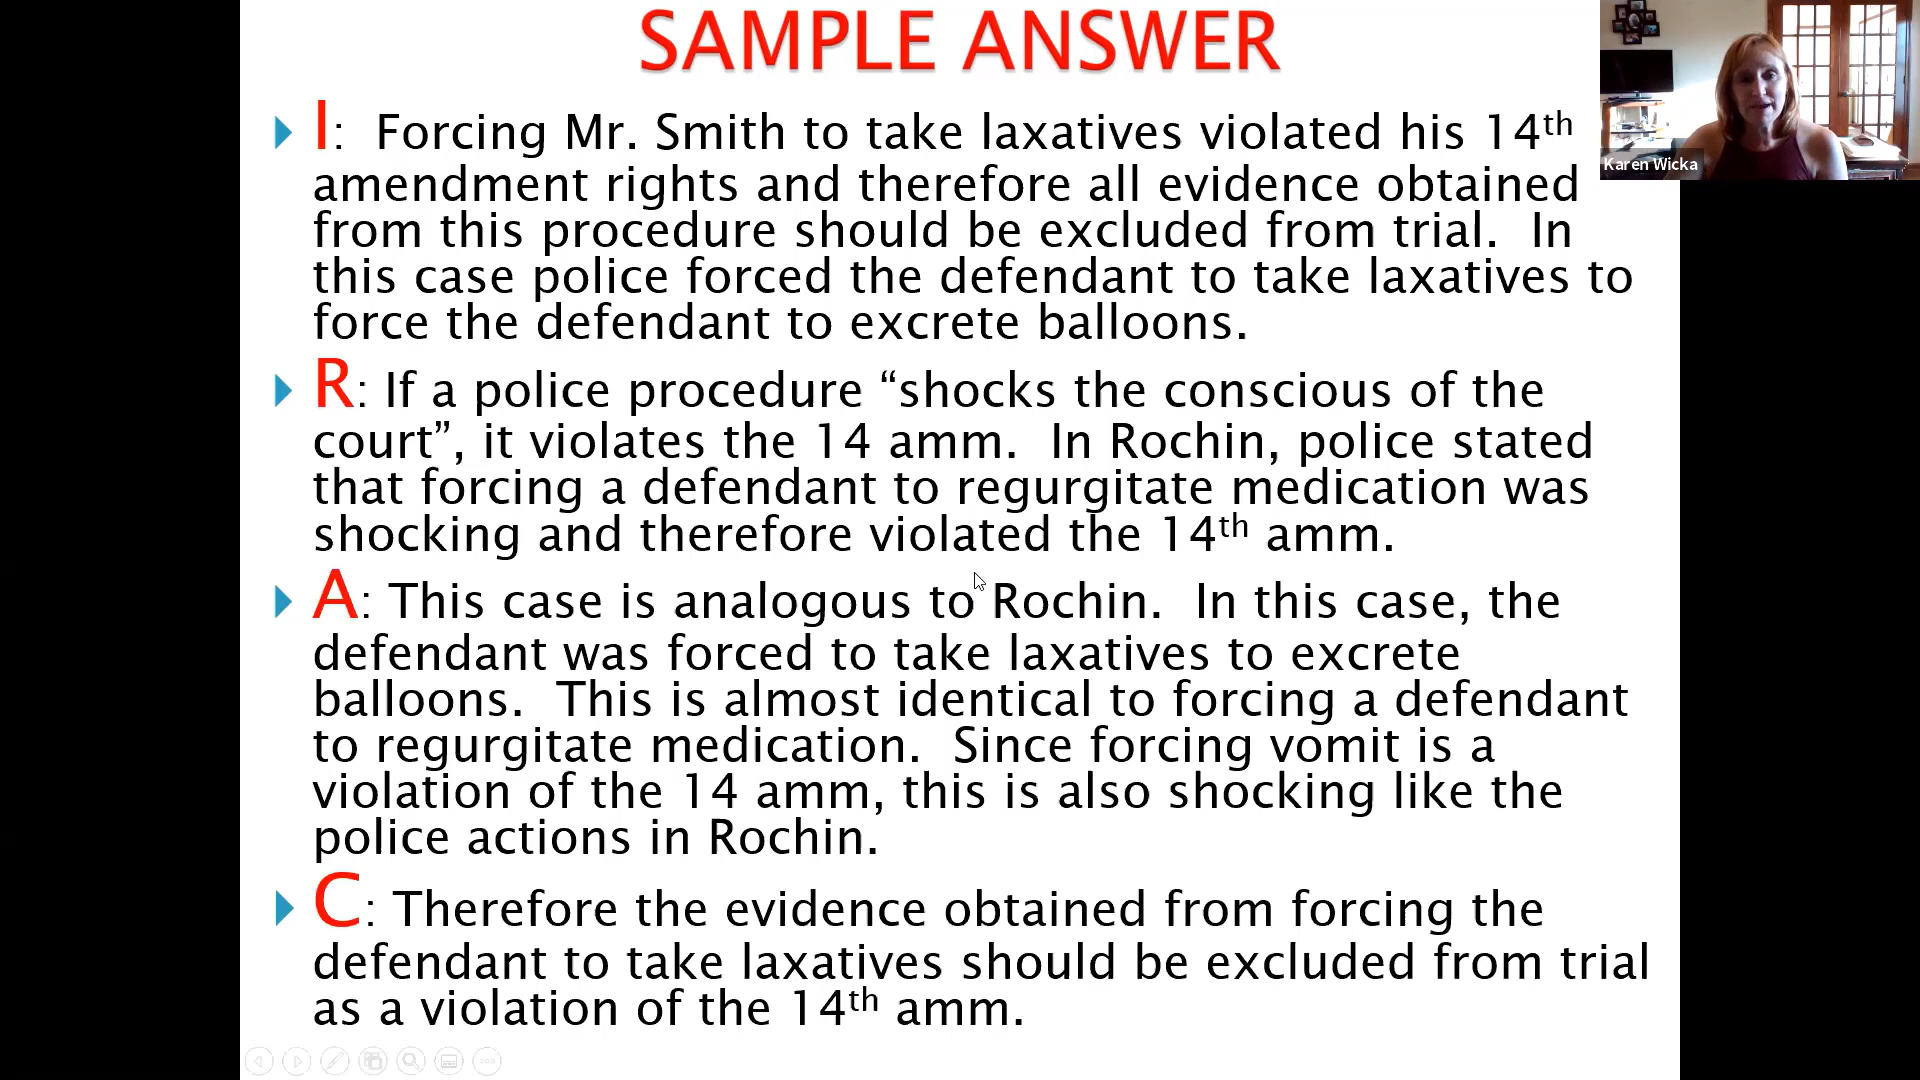 SAMPLE ANSWER
I: Forcing Mr. Smith to take laxatives violated his 14th
amendment rights and therefore all evidence obtained
from this procedure should be excluded from trial. In
this case police forced the defendant to take laxatives to
force the defendant to excrete balloons.
R: If a police procedure “shocks the conscious of the
court”, it violates the 14 amm. In Rochin, police stated
that forcing a defendant to regurgitate medication was
shocking and therefore violated the 14th amm.
A: This case is analogous to Rochin. In this case, the
defendant was forced to take laxatives to excrete
balloons. This is almost identical to forcing a defendant
to regurgitate medication. Since forcing vomit is a
violation of the 14 amm, this is also shocking like the
police actions in Rochin.
C: Therefore the evidence obtained from forcing the
defendant to take laxatives should be excluded from trial
as a violation of the 14th amm.
Karen Wicka